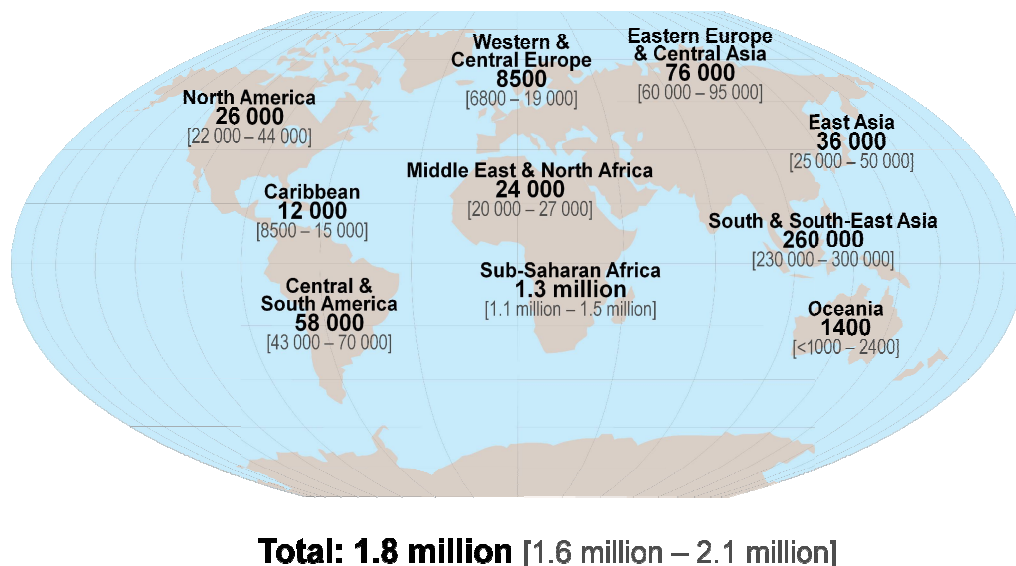 Western &
Central Europe
8500
[6800 – 19 000]
Eastern Europe
& Central Asia
76 000
[60 000 – 95 000]
North America
26 000
[22 000 – 44 000]
East Asia
36 000
[25 000 – 50 000]
Middle East & North Africa
24 000
[20 000 – 27 000]
Caribbean
12 000
[8500 – 15 000]
South & South-East Asia
260 000
[230 000 – 300 000]
Sub-Saharan Africa
1.3 million
[1.1 million – 1.5 million]
Central &
South America
58 000
[43 000 – 70 000]
Oceania
1400
[<1000 – 2400]
Total: 1.8 million [1.6 million – 2.1 million]